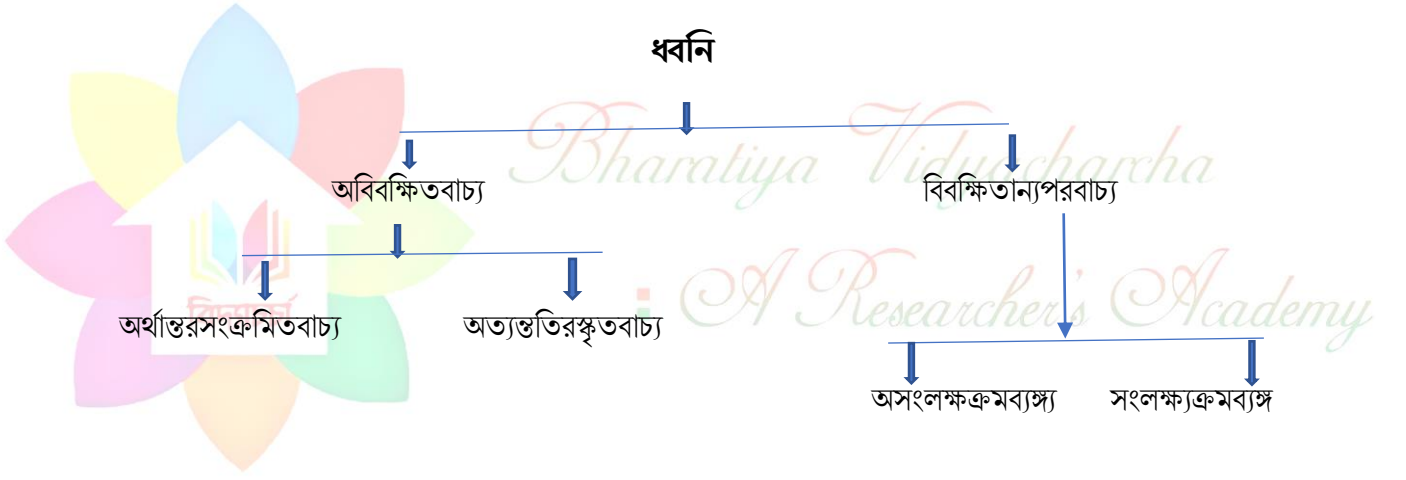 ধ্বনি
Bharatiya Vidyacharcha
অবিবক্ষিতবাচ্য বিবক্ষিতান্যপরবাচ্য
: A Researcher's Academy
বিদ্যাচর্চা
অর্থান্তরসংক্রমিতবাচ্য অত্যন্ততিরস্কৃতবাচ্য
অসংলক্ষক্রমব্যঙ্গ্য সংলক্ষ্যক্রমব্যঙ্গ